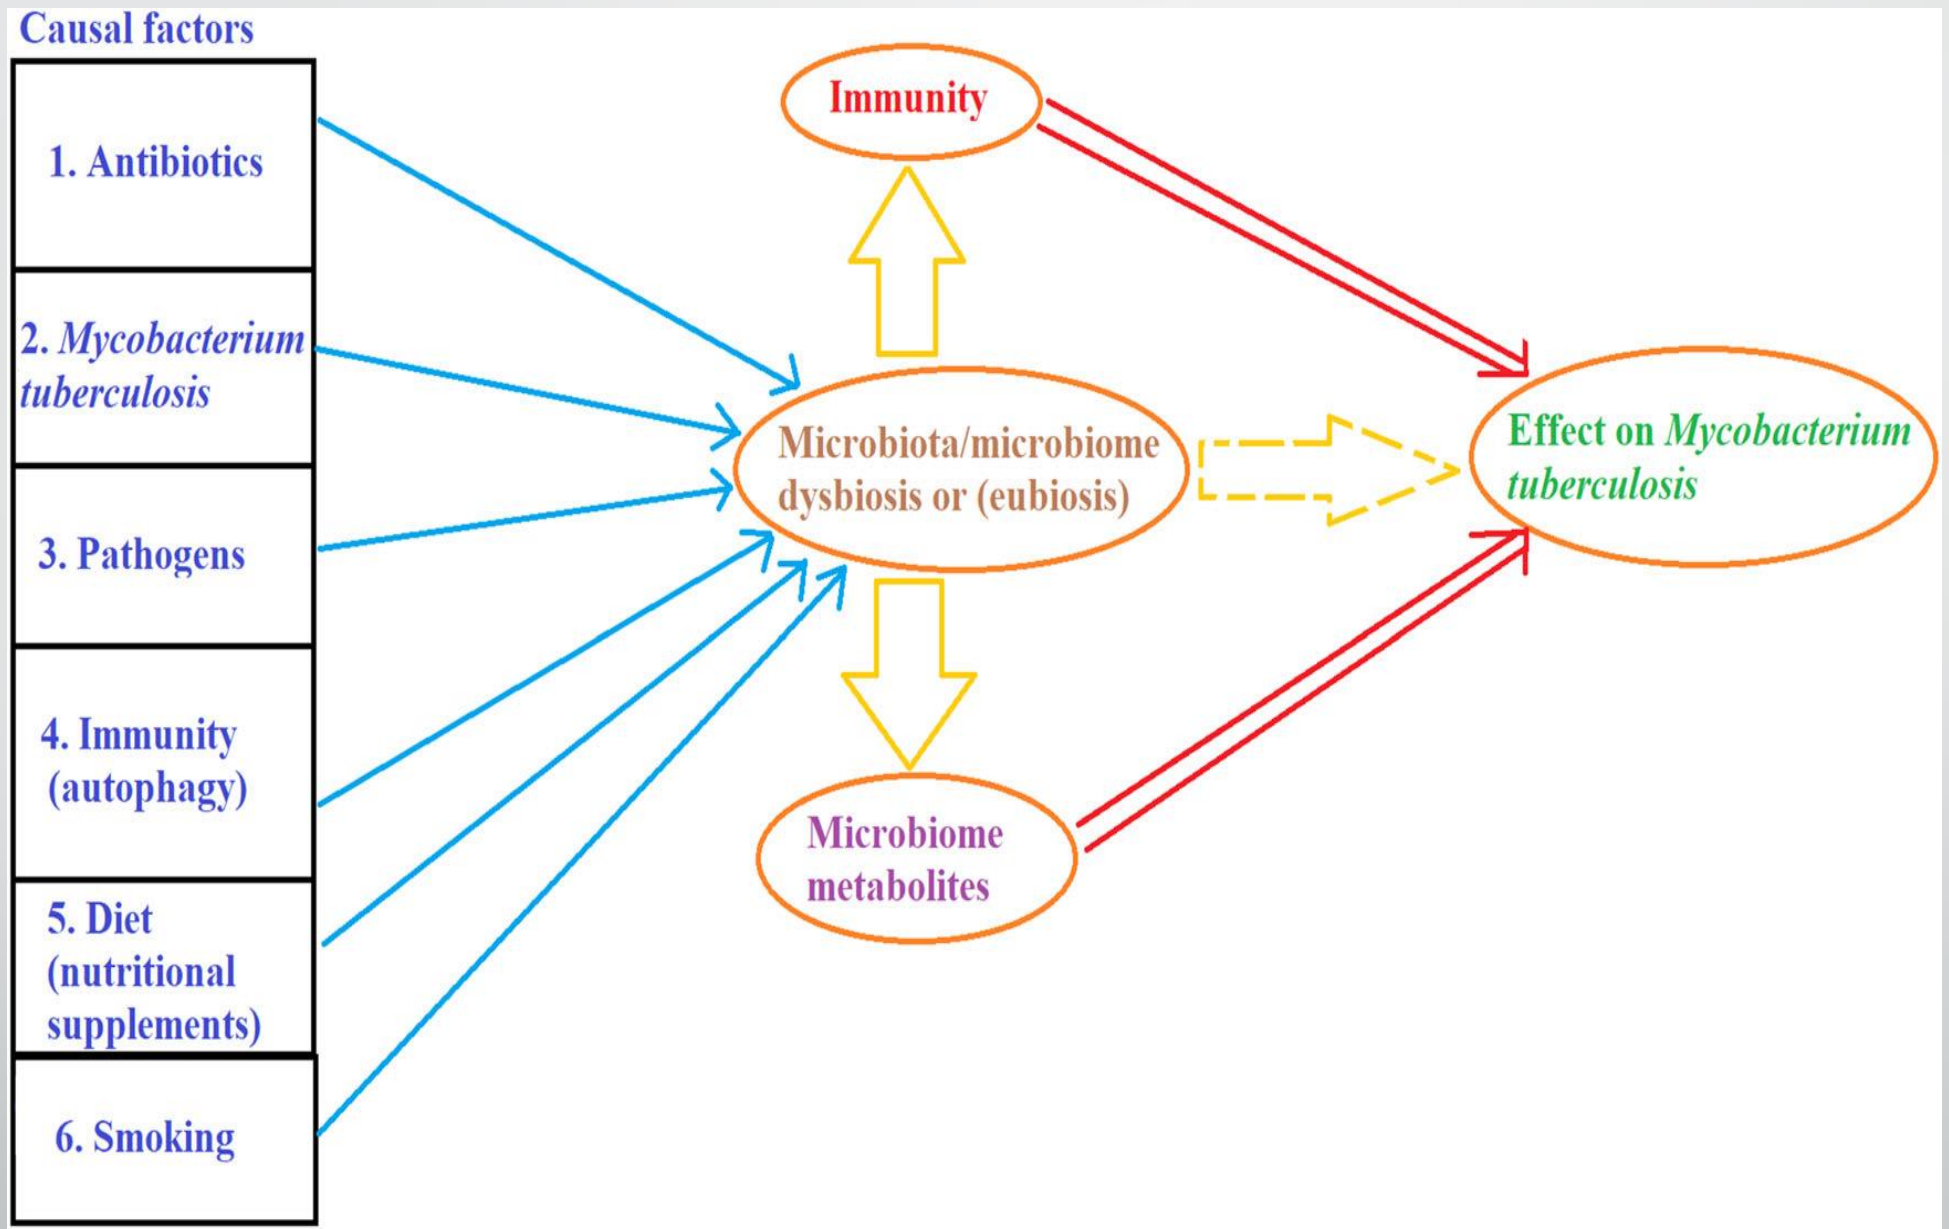 Causal factors
1. Antibiotics
2. Mycobacterium
tuberculosis
3. Pathogens
4. Immunity
(autophagy)
5. Diet
(nutritional
supplements)
6. Smoking
Immunity
Microbiota/microbiome
dysbiosis or (eubiosis)
Microbiome
metabolites
Effect on Mycobacterium
tuberculosis